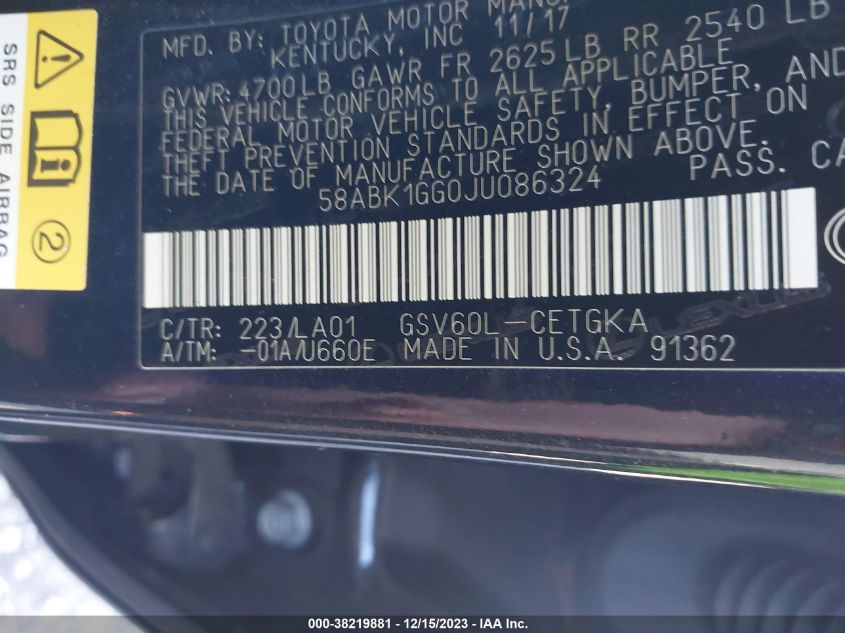 SRS SIDE AIRBAG
2
MFD. BY: TOYOTA MOTOR MANU
KENTUCKY, INC 11/17
GVWR: 4700LB GAWR FR 2625LB RR 2540 LB
THIS VEHICLE CONFORMS TO ALL APPLICABLE
FEDERAL MOTOR VEHICLE SAFETY, BUMPER, AND
THEFT PREVENTION STANDARDS IN EFFECT ON
THE DATE OF MANUFACTURE SHOWN ABOVE.
58ABK1GG0JU086324 PASS. CA
C/TR: 223/LA01 GSV60L-CETGKA
A/TM: -01A/U660E MADE IN U.S.A. 91362
000-38219881 - 12/15/2023 - IAA Inc.